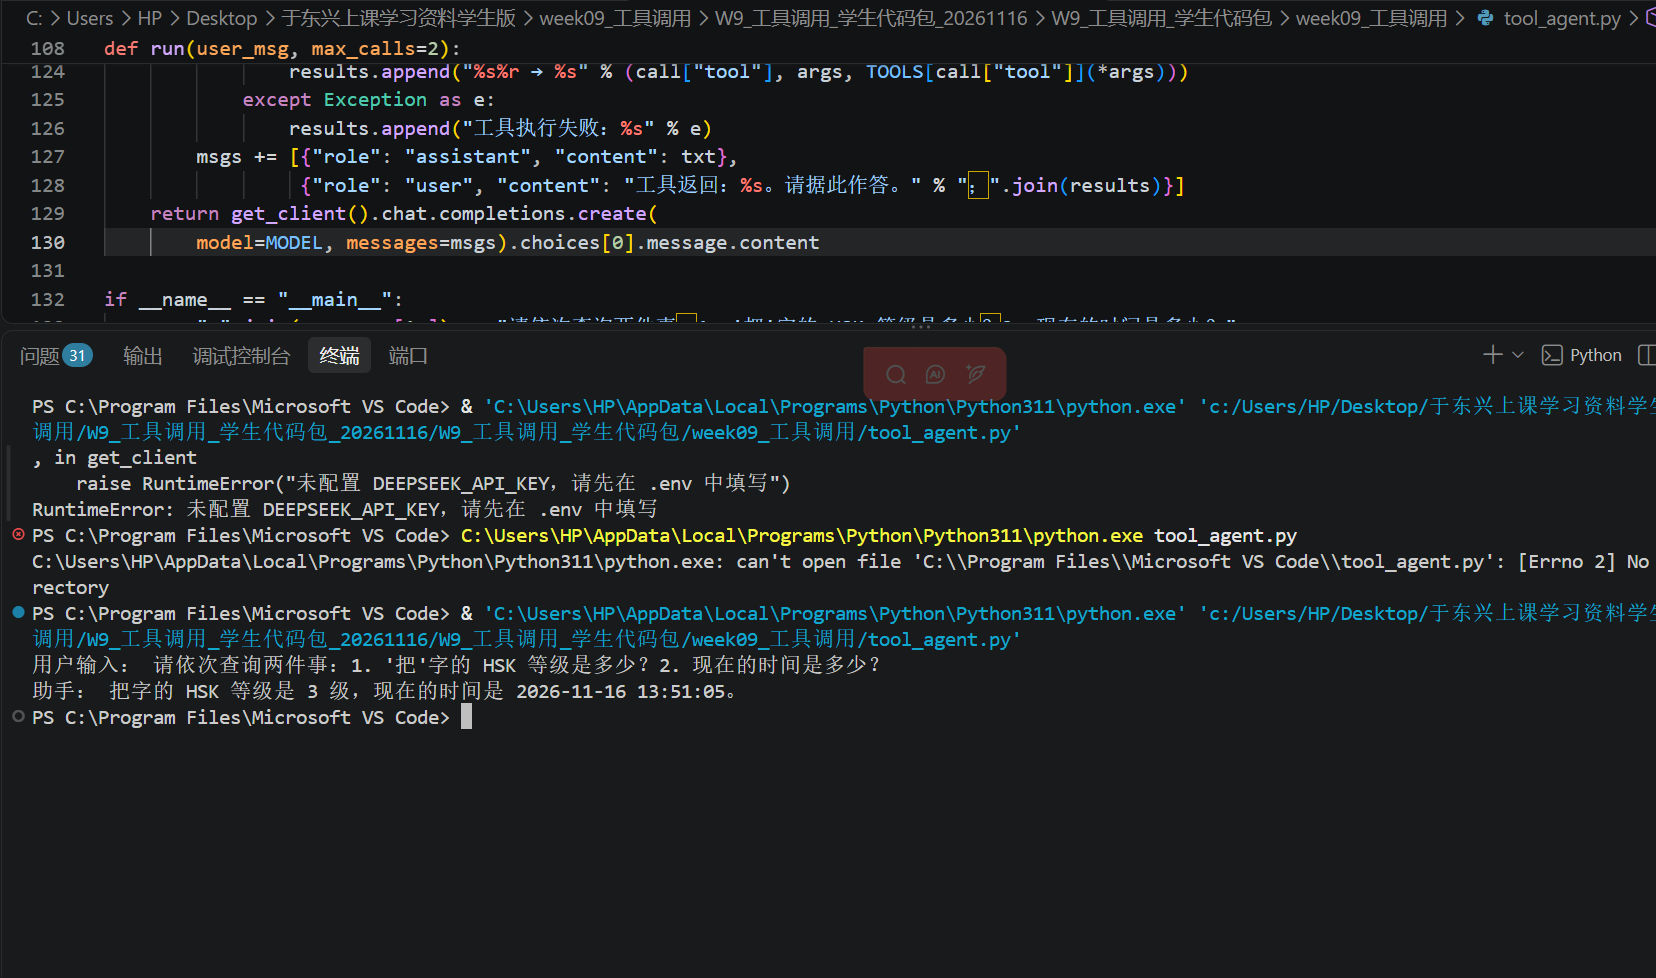 C: > Users > HP > Desktop > 于东兴上课学习资料学生版 > week09_工具调用 > W9_工具调用_学生代码包_20261116 > W9_工具调用_学生代码包 > week09_工具调用 > tool_agent.py >
108 def run(user_msg, max_calls=2):
124 results.append("%s%r → %s" % (call["tool"], args, TOOLS[call["tool"]](*args)))
125 except Exception as e:
126 results.append("工具执行失败：%s" % e)
127 msgs += [{"role": "assistant", "content": txt},
128 {"role": "user", "content": "工具返回：%s。请据此作答。" % "；".join(results)}]
129 return get_client().chat.completions.create(
130 model=MODEL, messages=msgs).choices[0].message.content
131
132 if __name__ == "__main__":
问题 31 输出 调试控制台 终端 端口
Python
PS C:\Program Files\Microsoft VS Code> & 'C:\Users\HP\AppData\Local\Programs\Python\Python311\python.exe' 'c:/Users/HP/Desktop/于东兴上课学习资料学生
调用/W9_工具调用_学生代码包_20261116/W9_工具调用_学生代码包/week09_工具调用/tool_agent.py'
, in get_client
raise RuntimeError("未配置 DEEPSEEK_API_KEY，请先在 .env 中填写")
RuntimeError: 未配置 DEEPSEEK_API_KEY，请先在 .env 中填写
PS C:\Program Files\Microsoft VS Code> C:\Users\HP\AppData\Local\Programs\Python\Python311\python.exe tool_agent.py
C:\Users\HP\AppData\Local\Programs\Python\Python311\python.exe: can't open file 'C:\\Program Files\\Microsoft VS Code\\tool_agent.py': [Errno 2] No
rectory
PS C:\Program Files\Microsoft VS Code> & 'C:\Users\HP\AppData\Local\Programs\Python\Python311\python.exe' 'c:/Users/HP/Desktop/于东兴上课学习资料学生
调用/W9_工具调用_学生代码包_20261116/W9_工具调用_学生代码包/week09_工具调用/tool_agent.py'
用户输入： 请依次查询两件事：1. '把'字的 HSK 等级是多少？2. 现在的时间是多少？
助手： 把字的 HSK 等级是 3 级，现在的时间是 2026-11-16 13:51:05。
PS C:\Program Files\Microsoft VS Code>